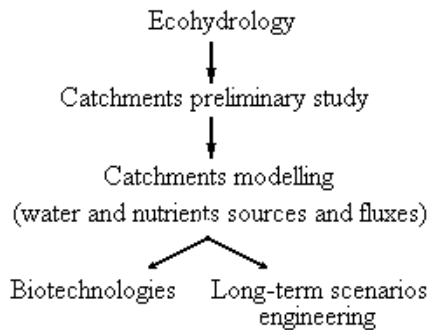 Ecohydrology
Catchments preliminary study
Catchments modelling
(water and nutrients sources and fluxes)
Biotechnologies
Long-term scenarios
engineering